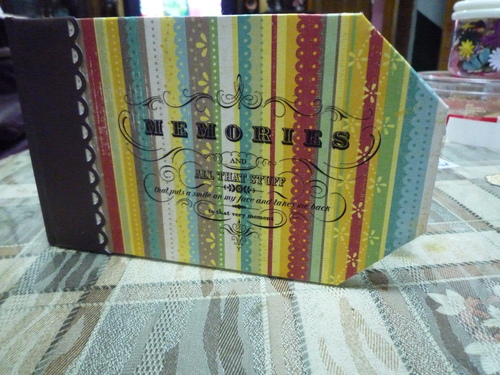 MEMORIES
AND
ALL THAT STUFF
that puts a smile on my face and takes me back
to that very moment